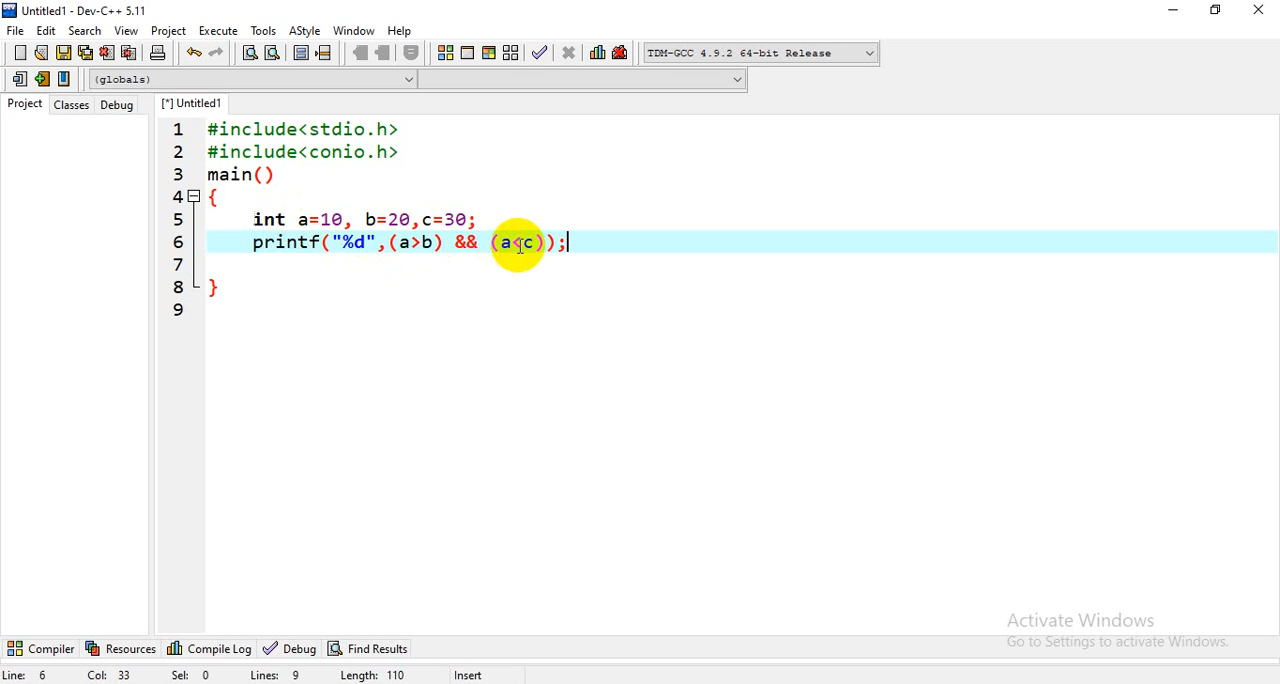 Untitled1 - Dev-C++ 5.11
File Edit Search View Project Execute Tools AStyle Window Help
TDM-GCC 4.9.2 64-bit Release
(globals)
Project Classes Debug [*] Untitled1
1 #include<stdio.h>
2 #include<conio.h>
3 main()
4 {
5 int a=10, b=20,c=30;
6 printf("%d",(a>b) && (a<c));
7
8 }
9
Activate Windows
Go to Settings to activate Windows.
Compiler Resources Compile Log Debug Find Results
Line: 6 Col: 33 Sel: 0 Lines: 9 Length: 110 Insert